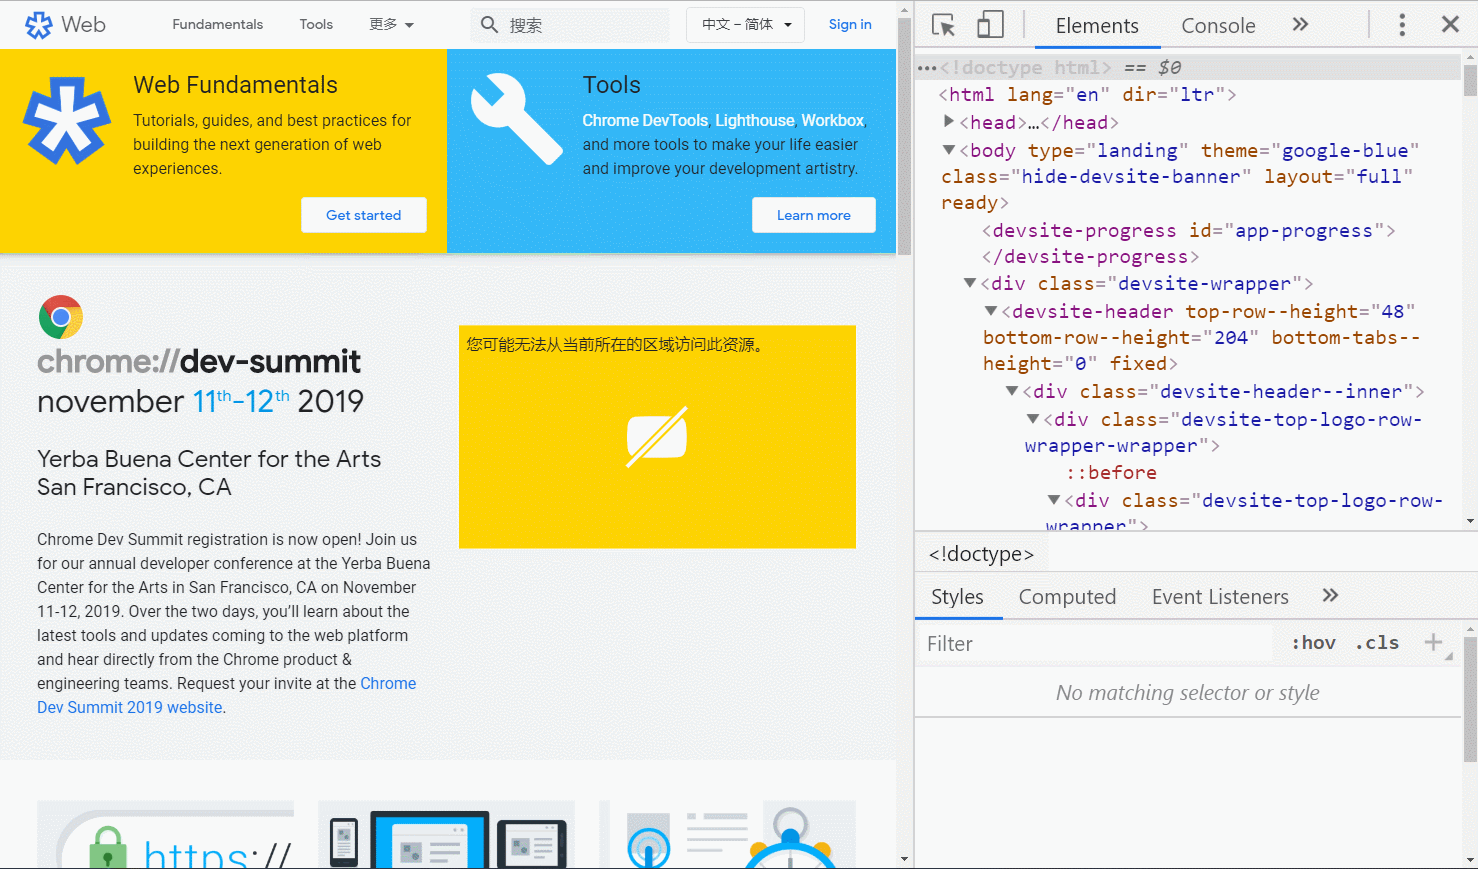 Web
Fundamentals
Tools
更多
搜索
中文 – 简体
Sign in
Web Fundamentals
Tutorials, guides, and best practices for
building the next generation of web
experiences.
Get started
Tools
Chrome DevTools, Lighthouse, Workbox,
and more tools to make your life easier
and improve your development artistry.
Learn more
chrome://dev-summit
november 11th-12th 2019
Yerba Buena Center for the Arts
San Francisco, CA
Chrome Dev Summit registration is now open! Join us
for our annual developer conference at the Yerba Buena
Center for the Arts in San Francisco, CA on November
11-12, 2019. Over the two days, you’ll learn about the
latest tools and updates coming to the web platform
and hear directly from the Chrome product &
engineering teams. Request your invite at the Chrome
Dev Summit 2019 website.
您可能无法从当前所在的区域访问此资源。
https://
Elements
Console
<!doctype html> == $0
<html lang="en" dir="ltr">
<head>…</head>
<body type="landing" theme="google-blue"
class="hide-devsite-banner" layout="full"
ready>
<devsite-progress id="app-progress">
</devsite-progress>
<div class="devsite-wrapper">
<devsite-header top-row--height="48"
bottom-row--height="204" bottom-tabs--
height="0" fixed>
<div class="devsite-header--inner">
<div class="devsite-top-logo-row-
wrapper-wrapper">
::before
<div class="devsite-top-logo-row-
wrapper">
<!doctype>
Styles
Computed
Event Listeners
Filter
:hov
.cls
No matching selector or style